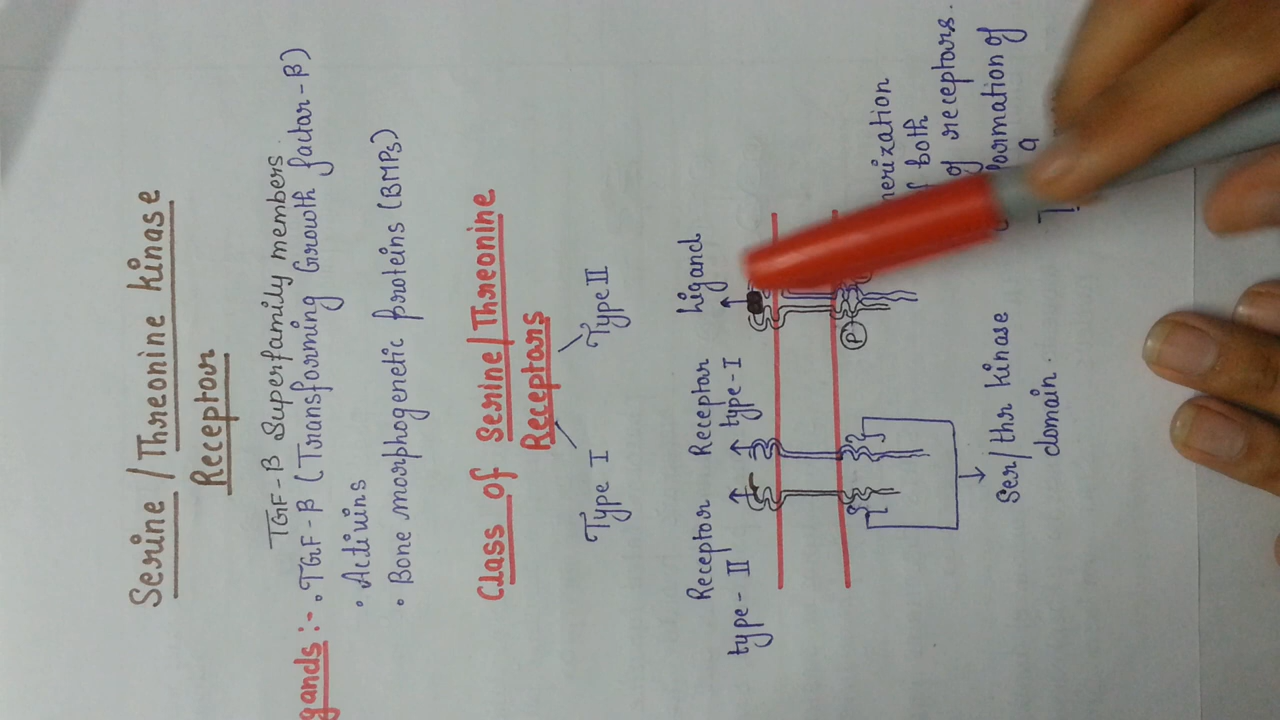 Serine / Threonine kinase
Receptor
TGF-B Superfamily members.
gands:- • TGF-B (Transforming Growth factor-B)
• Activins
• Bone morphogenetic proteins (BMPs)
Class of Serine/Threonine
Receptors
Type I Type II
Receptor Receptor Ligand
type-II type-I
P
merization
both
of receptors.
formation of
a
Ser/thr kinase
domain.